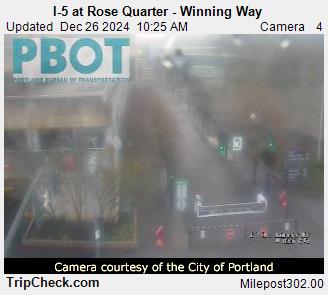 I-5 at Rose Quarter - Winning Way
Updated Dec 26 2024 10:25 AM Camera 4
PBOT
PORTLAND BUREAU OF TRANSPORTATION
Camera courtesy of the City of Portland
TripCheck.com Milepost302.00